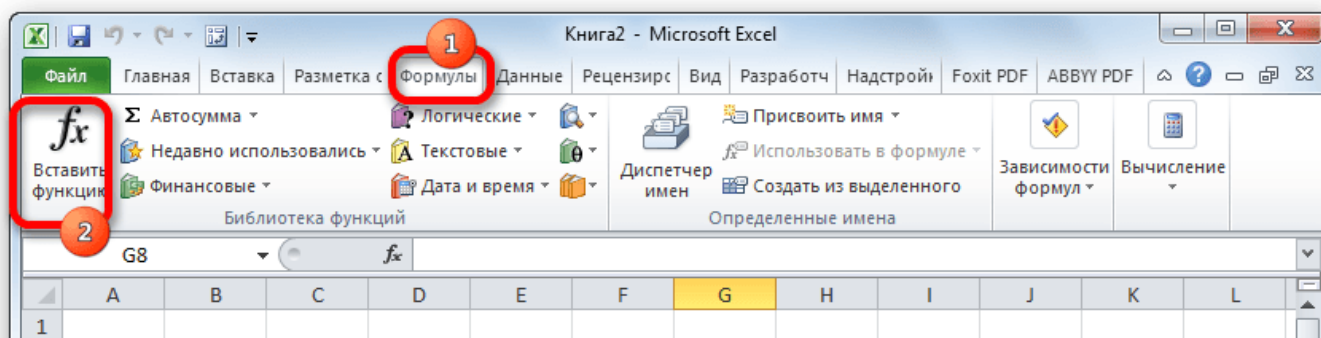 Книга2 - Microsoft Excel
1
Файл Главная Вставка Разметка с Формулы Данные Рецензирс Вид Разработч Надстройн Foxit PDF ABBYY PDF
fx Вставить функцию
Σ Автосумма
Недавно использовались
Финансовые
Логические
Текстовые
Дата и время
θ
Библиотека функций
Диспетчер имен
Присвоить имя
Использовать в формуле
Создать из выделенного
Определенные имена
Зависимости формул
Вычисление
2
G8 fx
A B C D E F G H I J K L
1